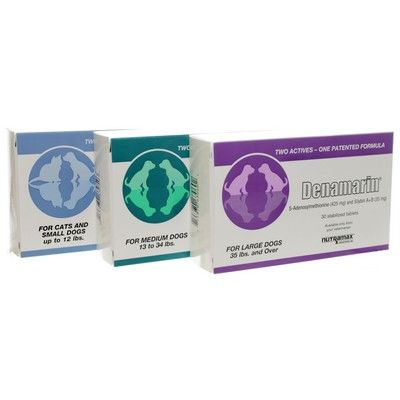 TWO
FOR CATS AND
SMALL DOGS
up to 12 lbs.
TWO
FOR MEDIUM DOGS
13 to 34 lbs.
TWO ACTIVES – ONE PATENTED FORMULA
Denamarin®
S-Adenosylmethionine (425 mg) and Silybin A+B (35 mg)
30 stabilized tablets
Available only from
your veterinarian
FOR LARGE DOGS
35 lbs. and Over
nutramax